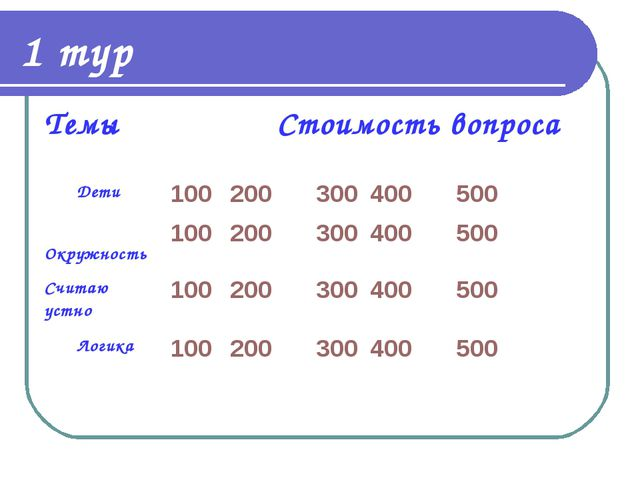 1 тур
Темы Стоимость вопроса
Дети 100 200 300 400 500
100 200 300 400 500
Окружность
Считаю 100 200 300 400 500
устно
Логика 100 200 300 400 500